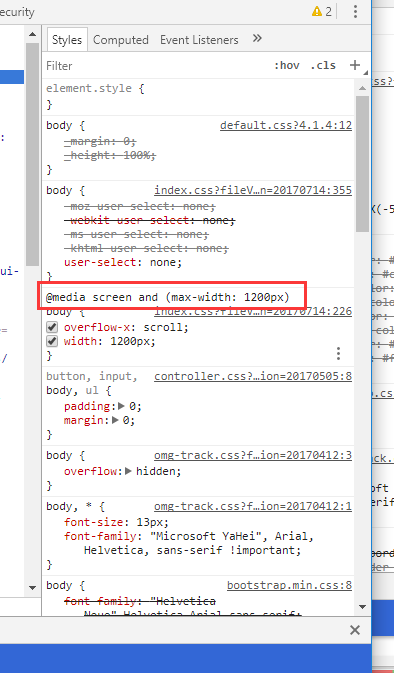 ecurity
2
Styles Computed Event Listeners »
Filter :hov .cls +
element.style {
}
body { default.css?4.1.4:12
_margin: 0;
_height: 100%;
}
body { index.css?fileV…n=20170714:355
-moz-user-select: none;
-webkit-user-select: none;
-ms-user-select: none;
-khtml-user-select: none;
user-select: none;
}
@media screen and (max-width: 1200px)
body { index.css?fileV…n=20170714:226
overflow-x: scroll;
width: 1200px;
}
button, input, controller.css?f…ion=20170505:8
body, ul {
padding: 0;
margin: 0;
}
body { omg-track.css?f…ion=20170412:3
overflow: hidden;
}
body, * { omg-track.css?f…ion=20170412:1
font-size: 13px;
font-family: "Microsoft YaHei", Arial,
Helvetica, sans-serif !important;
}
body { bootstrap.min.css:8
font-family: "Helvetica
Neue",Helvetica,Arial,sans-serif;
:
ui-
=
/
css?
X(-5